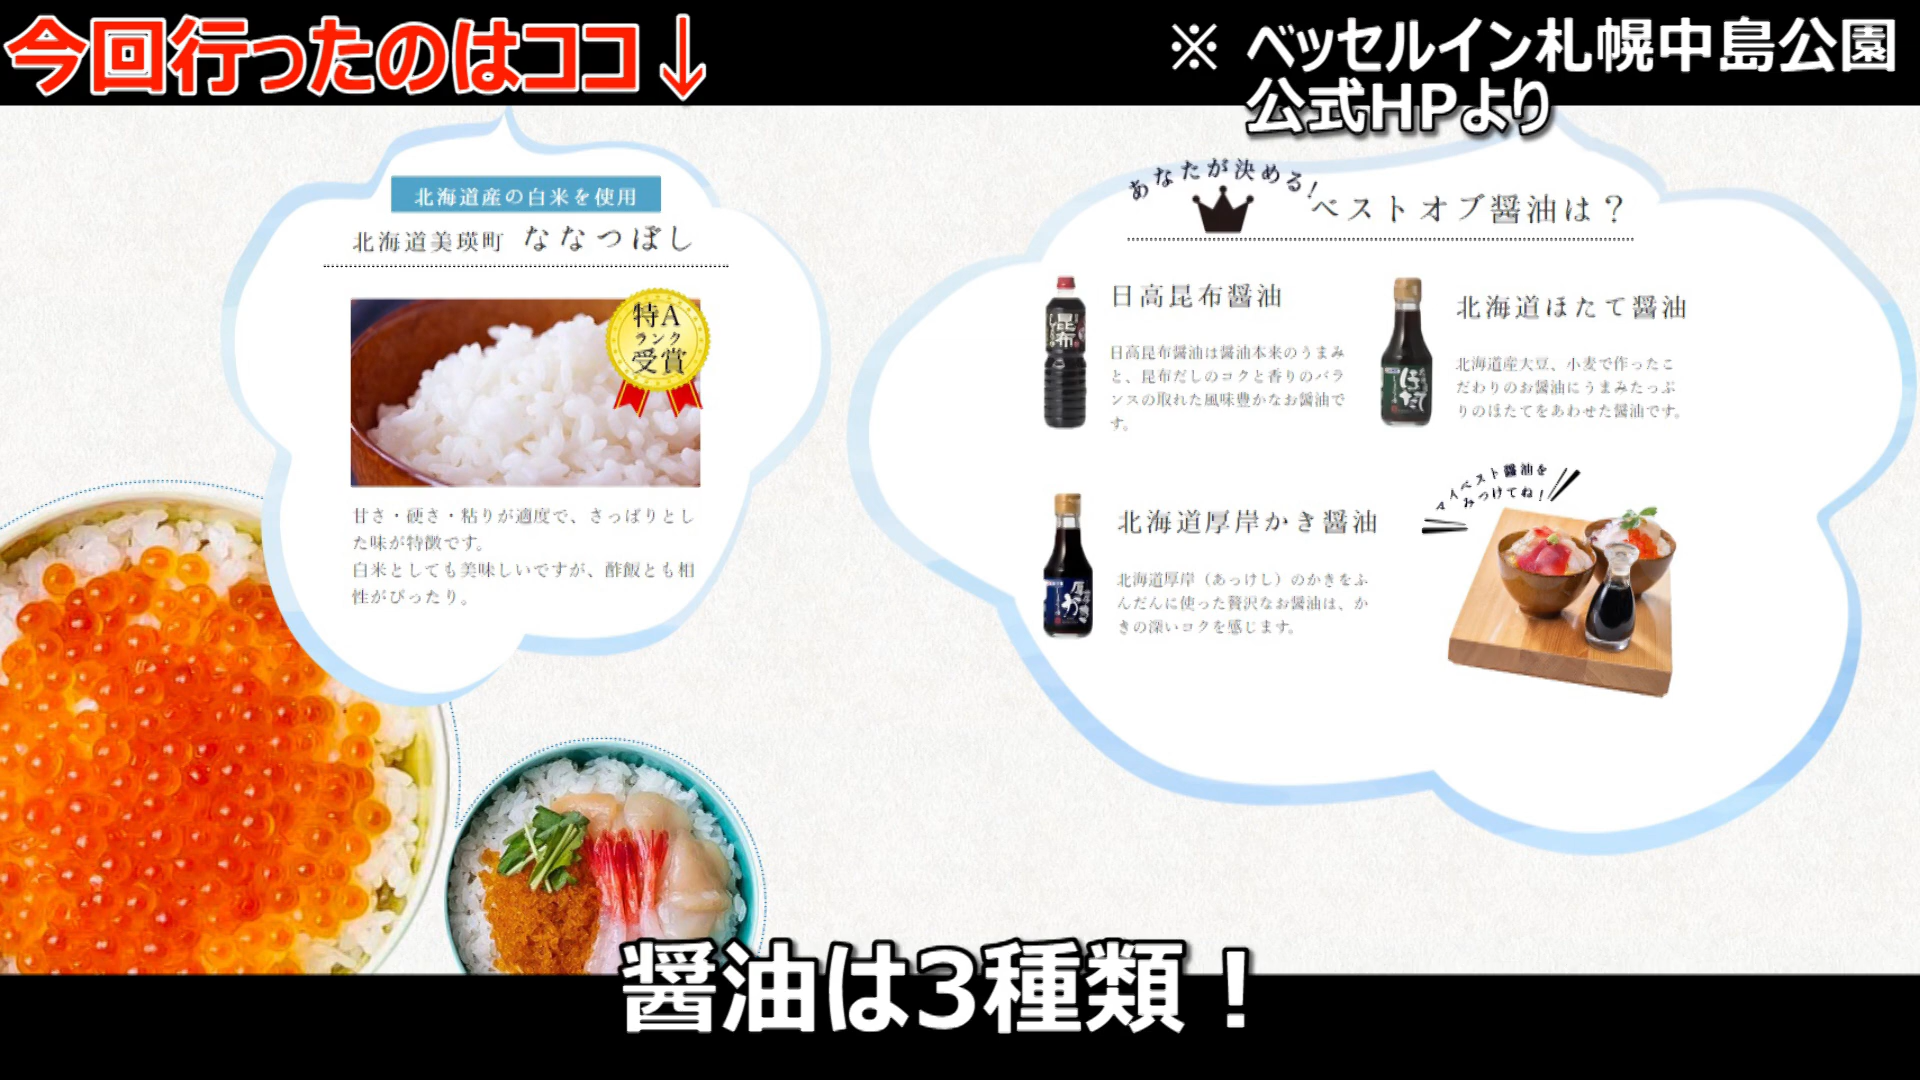 今回行ったのはココ↓
※ ベッセルイン札幌中島公園
公式HPより
北海道産の白米を使用
北海道美瑛町 ななつぼし
特A
ランク
受賞
甘さ・硬さ・粘りが適度で、さっぱりとし
た味が特徴です。
白米としても美味しいですが、酢飯とも相
性がぴったり。
あなたが決める!
ベストオブ醤油は?
日高昆布醤油
日高昆布醤油は醤油本来のうまみ
と、昆布だしのコクと香りのバラ
ンスの取れた風味豊かなお醤油で
す。
昆布
北海道ほたて醤油
北海道産大豆、小麦で作ったこ
だわりのお醤油にうまみたっぷ
りのほたてをあわせた醤油です。
ほたて
北海道厚岸かき醤油
北海道厚岸(あっけし)のかきをふ
んだんに使った贅沢なお醤油は、か
きの深いコクを感じます。
マイベスト醤油を
みつけてね!
醤油は3種類!